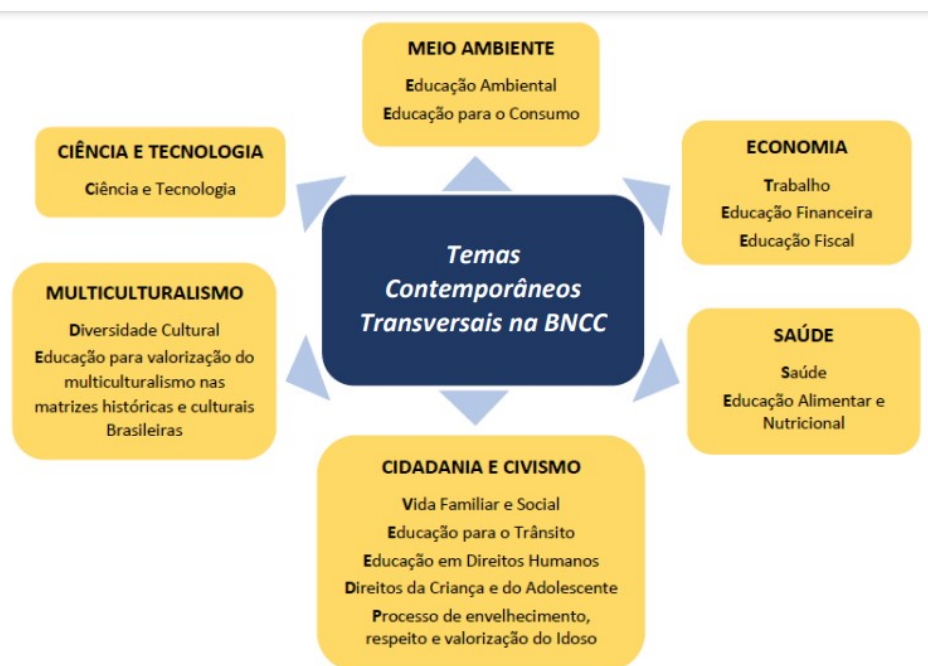 MEIO AMBIENTE
Educação Ambiental
Educação para o Consumo
CIÊNCIA E TECNOLOGIA
Ciência e Tecnologia
ECONOMIA
Trabalho
Educação Financeira
Educação Fiscal
Temas
Contemporâneos
Transversais na BNCC
MULTICULTURALISMO
Diversidade Cultural
Educação para valorização do
multiculturalismo nas
matrizes históricas e culturais
Brasileiras
SAÚDE
Saúde
Educação Alimentar e
Nutricional
CIDADANIA E CIVISMO
Vida Familiar e Social
Educação para o Trânsito
Educação em Direitos Humanos
Direitos da Criança e do Adolescente
Processo de envelhecimento,
respeito e valorização do Idoso